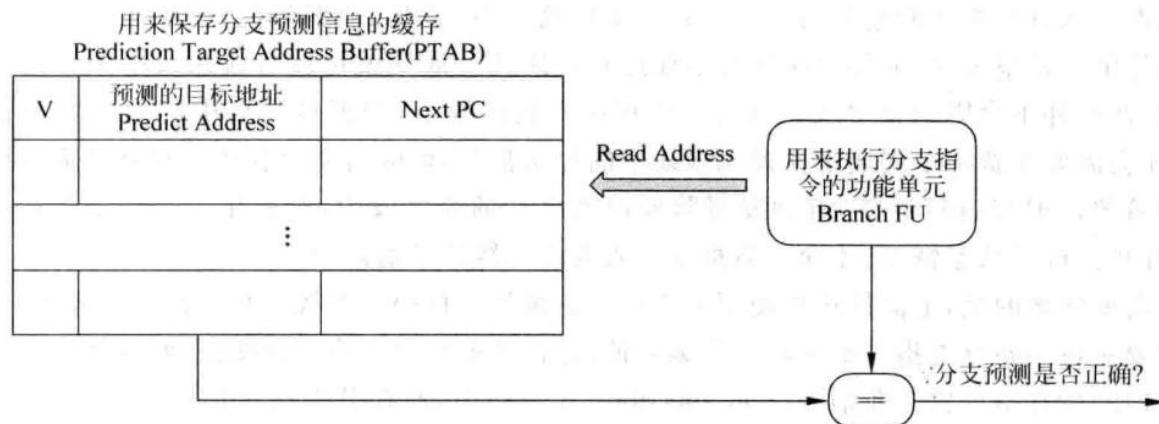 用来保存分支预测信息的缓存
Prediction Target Address Buffer(PTAB)
V
预测的目标地址
Predict Address
Next PC
⋮
Read Address
用来执行分支指
令的功能单元
Branch FU
==
分支预测是否正确?